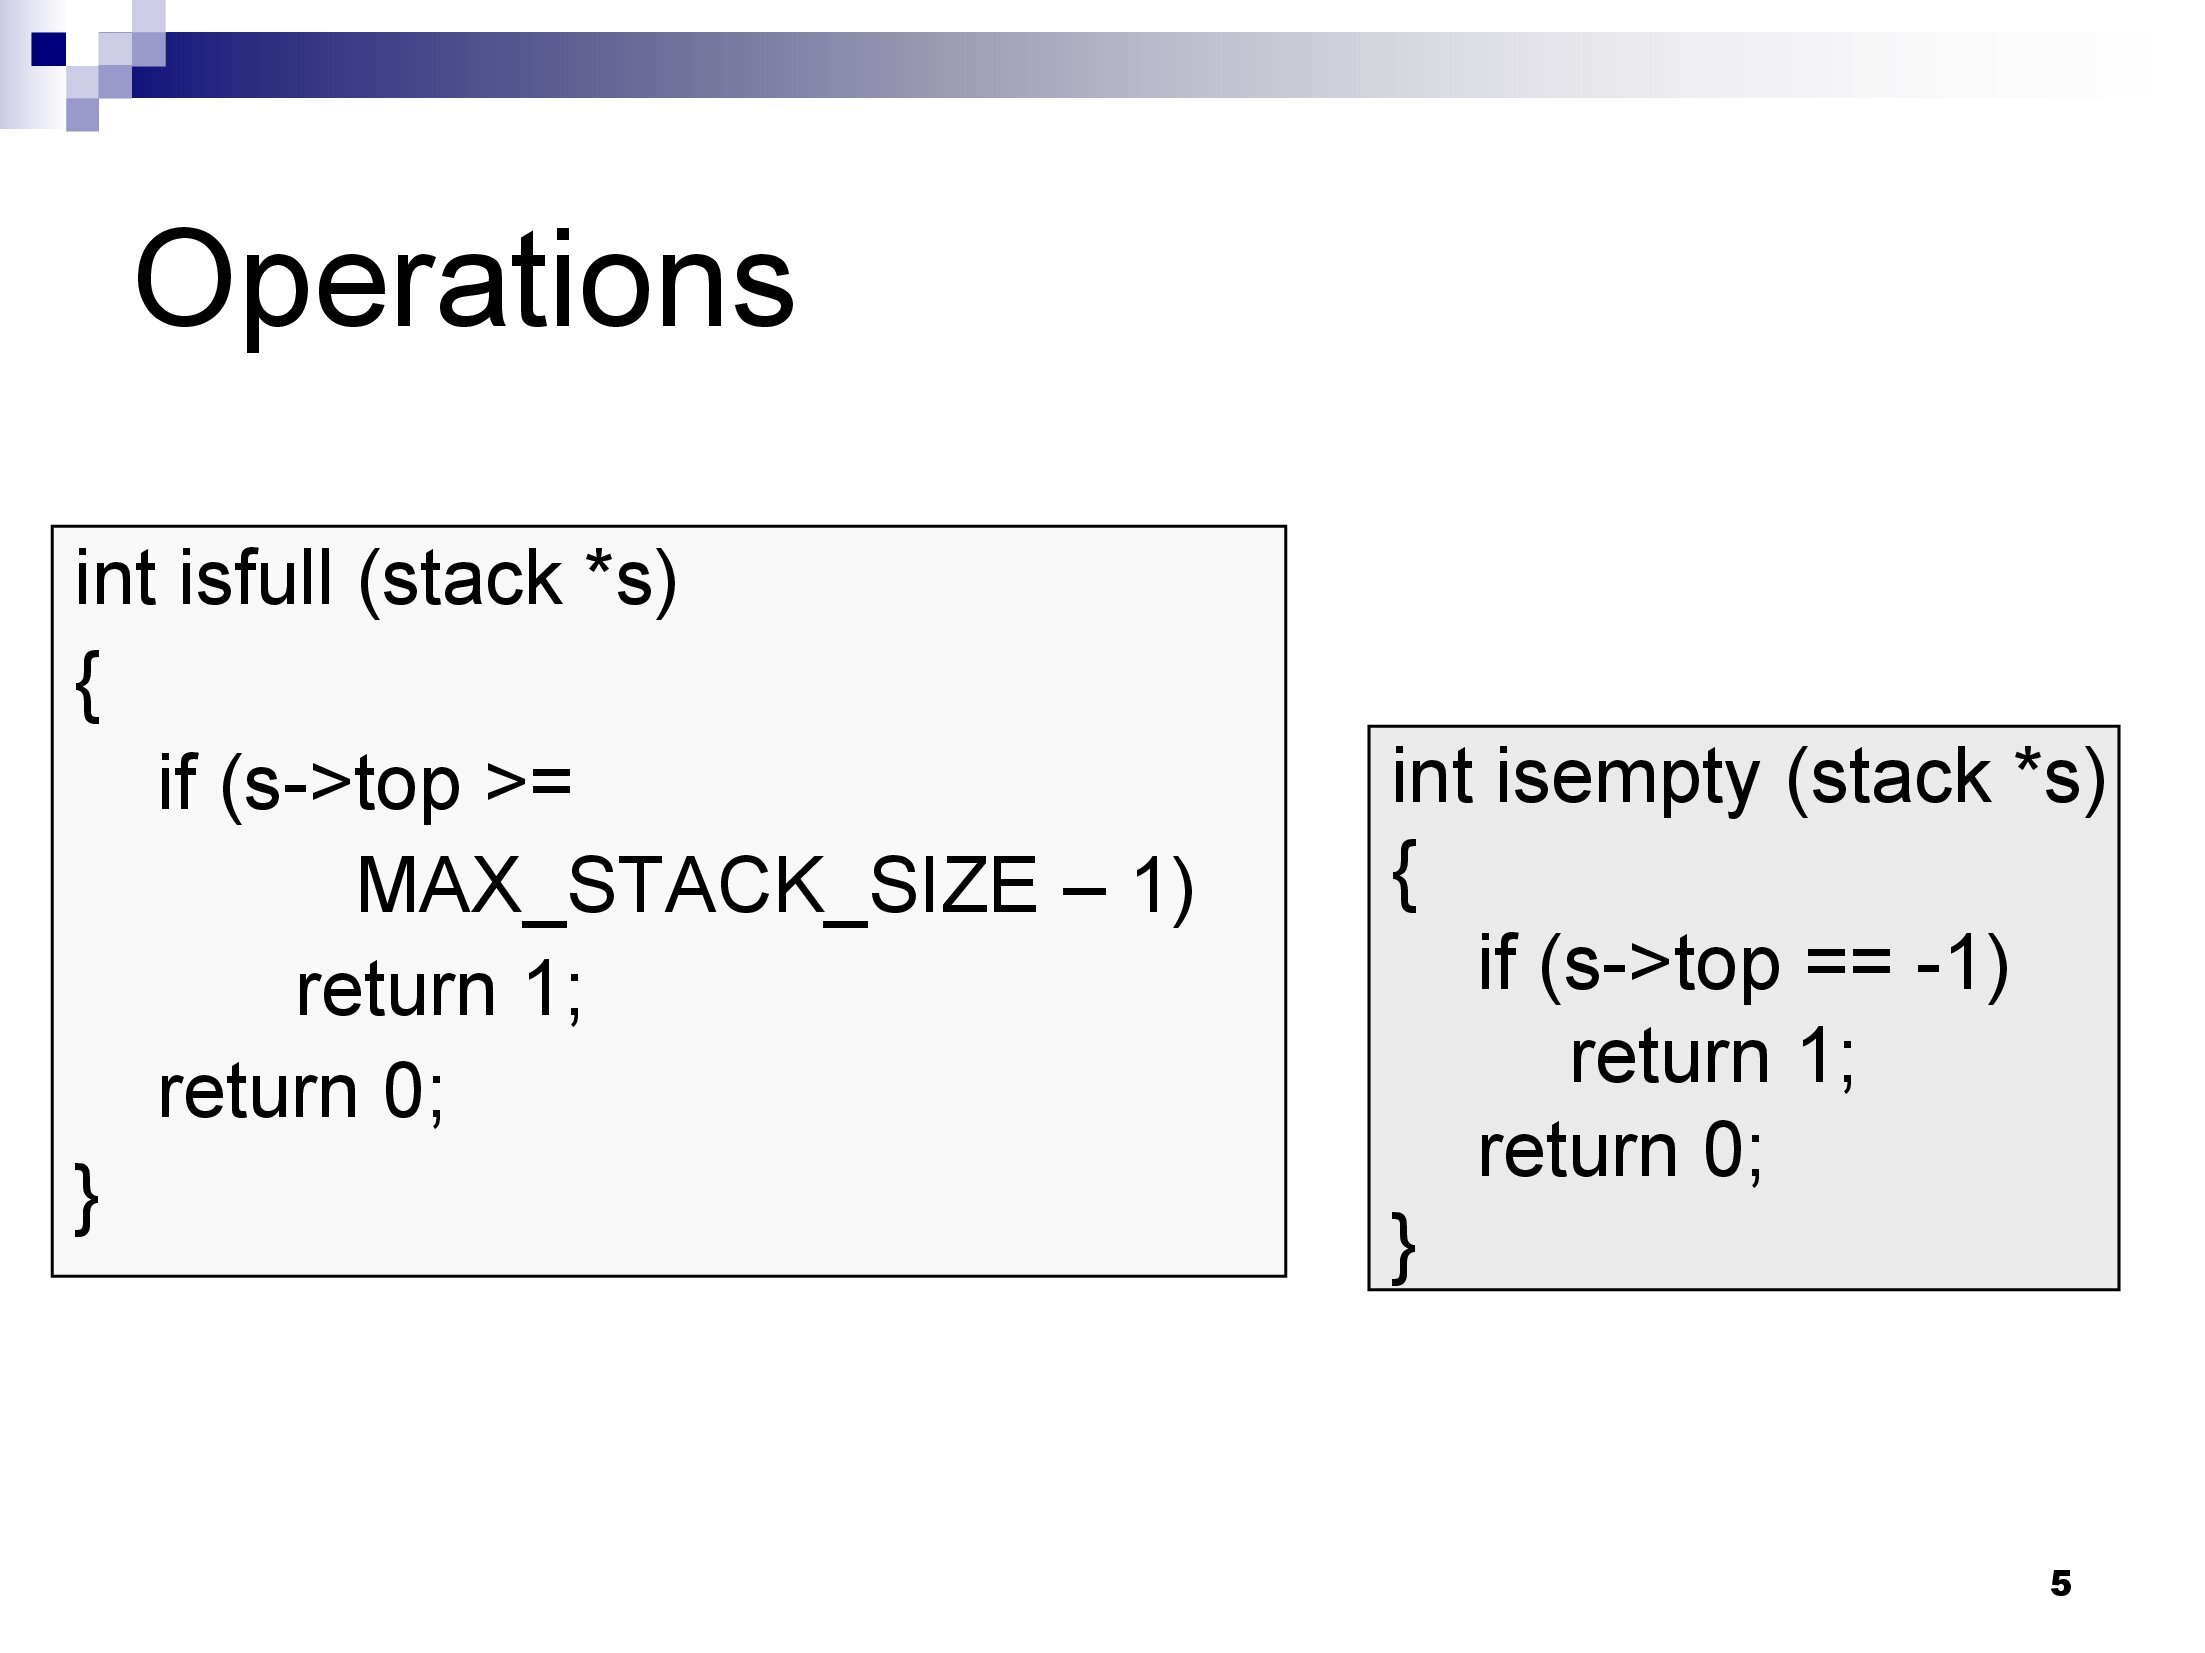 Operations
int isfull (stack *s)
{
if (s->top >=
MAX_STACK_SIZE – 1)
return 1;
return 0;
}
int isempty (stack *s)
{
if (s->top == -1)
return 1;
return 0;
}
5